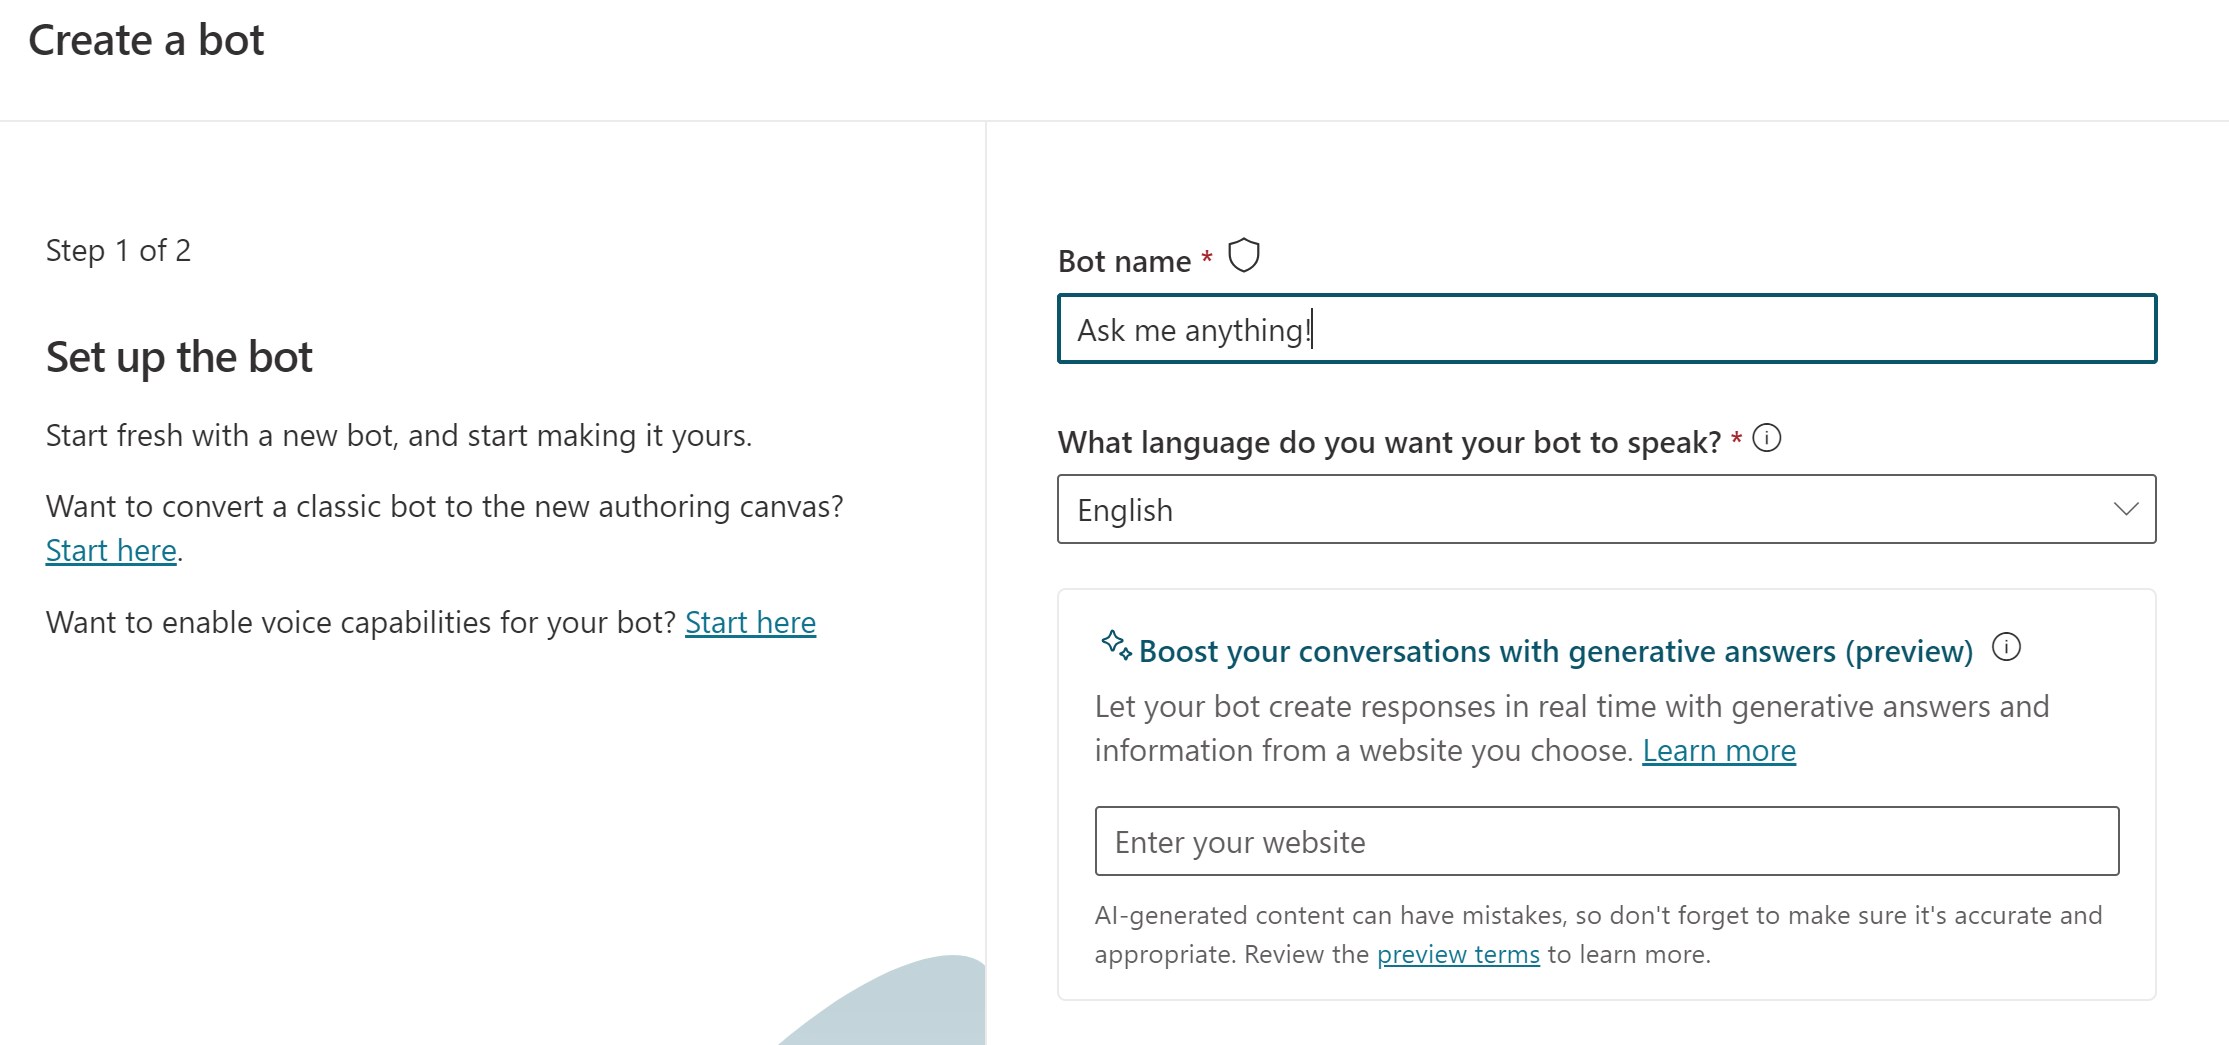 Create a bot
Step 1 of 2
Set up the bot
Start fresh with a new bot, and start making it yours.
Want to convert a classic bot to the new authoring canvas?
Start here.
Want to enable voice capabilities for your bot? Start here
Bot name *
Ask me anything!
What language do you want your bot to speak? *
English
Boost your conversations with generative answers (preview)
Let your bot create responses in real time with generative answers and
information from a website you choose. Learn more
Enter your website
AI-generated content can have mistakes, so don't forget to make sure it's accurate and
appropriate. Review the preview terms to learn more.